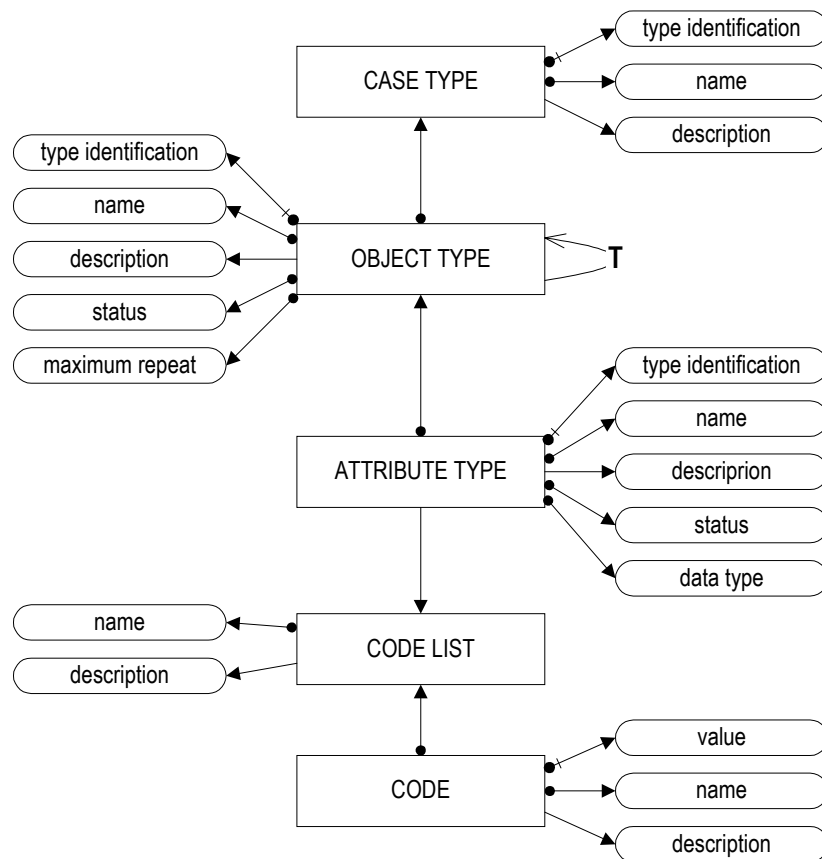 type identification
CASE TYPE
name
description
type identification
name
description
OBJECT TYPE
T
status
maximum repeat
type identification
name
ATTRIBUTE TYPE
descriprion
status
data type
name
CODE LIST
description
value
CODE
name
description